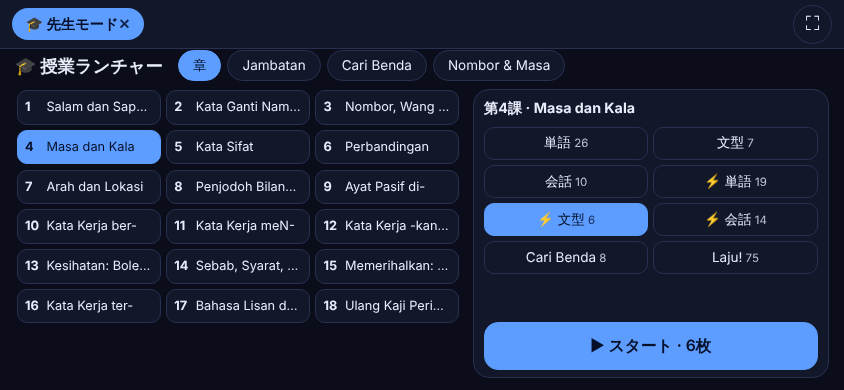 🎓 先生モード✕
🎓 授業ランチャー
章
Jambatan
Cari Benda
Nombor & Masa
1 Salam dan Sap...
2 Kata Ganti Nam...
3 Nombor, Wang ...
4 Masa dan Kala
5 Kata Sifat
6 Perbandingan
7 Arah dan Lokasi
8 Penjodoh Bilan...
9 Ayat Pasif di-
10 Kata Kerja ber-
11 Kata Kerja meN-
12 Kata Kerja -kan...
13 Kesihatan: Bole...
14 Sebab, Syarat, ...
15 Memerihalkan: ...
16 Kata Kerja ter-
17 Bahasa Lisan d...
18 Ulang Kaji Peri...
第4課 · Masa dan Kala
単語 26
文型 7
会話 10
⚡ 単語 19
⚡ 文型 6
⚡ 会話 14
Cari Benda 8
Laju! 75
▶ スタート · 6枚